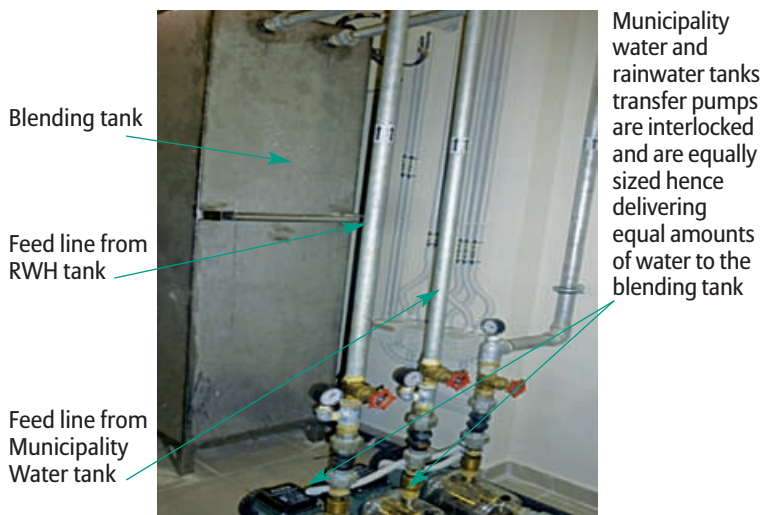 Blending tank
Feed line from
RWH tank
Feed line from
Municipality
Water tank
Municipality
water and
rainwater tanks
transfer pumps
are interlocked
and are equally
sized hence
delivering
equal amounts
of water to the
blending tank